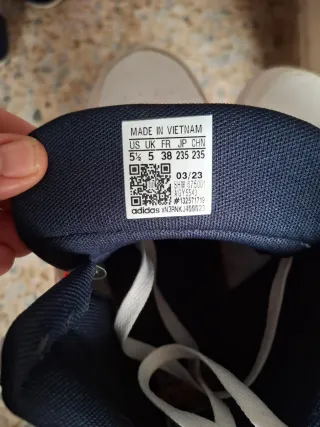 MADE IN VIETNAM
US UK FR JP CHN
5½ 5 38 235 235
03/23
adidas